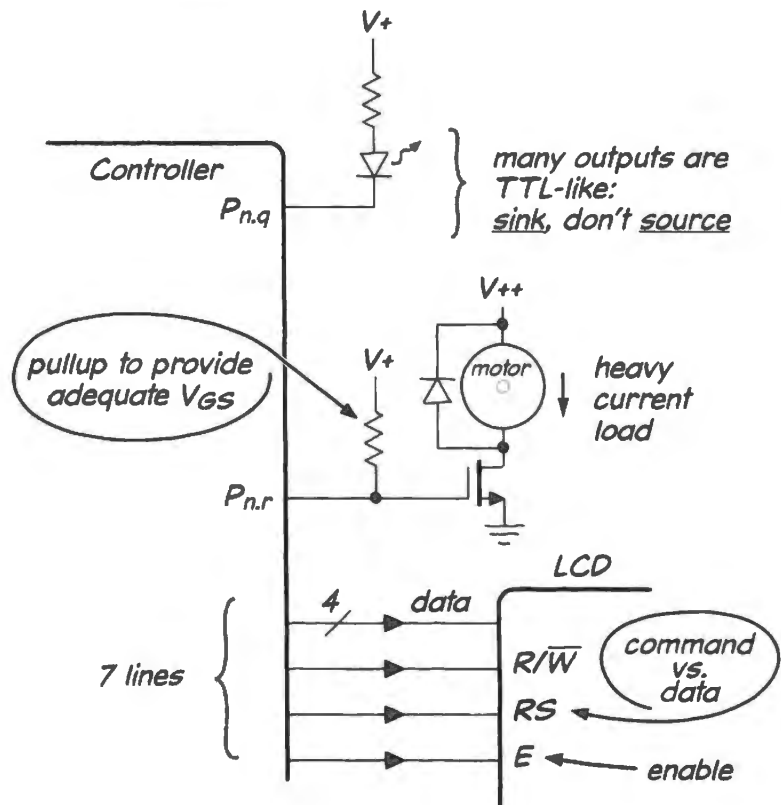 V+
Controller
Pn.q
many outputs are
TTL-like:
sink, don't source
V++
pullup to provide
adequate VGS
V+
motor
heavy
current
load
Pn.r
LCD
4
data
7 lines
R/W̅
command
vs.
data
RS
E
enable